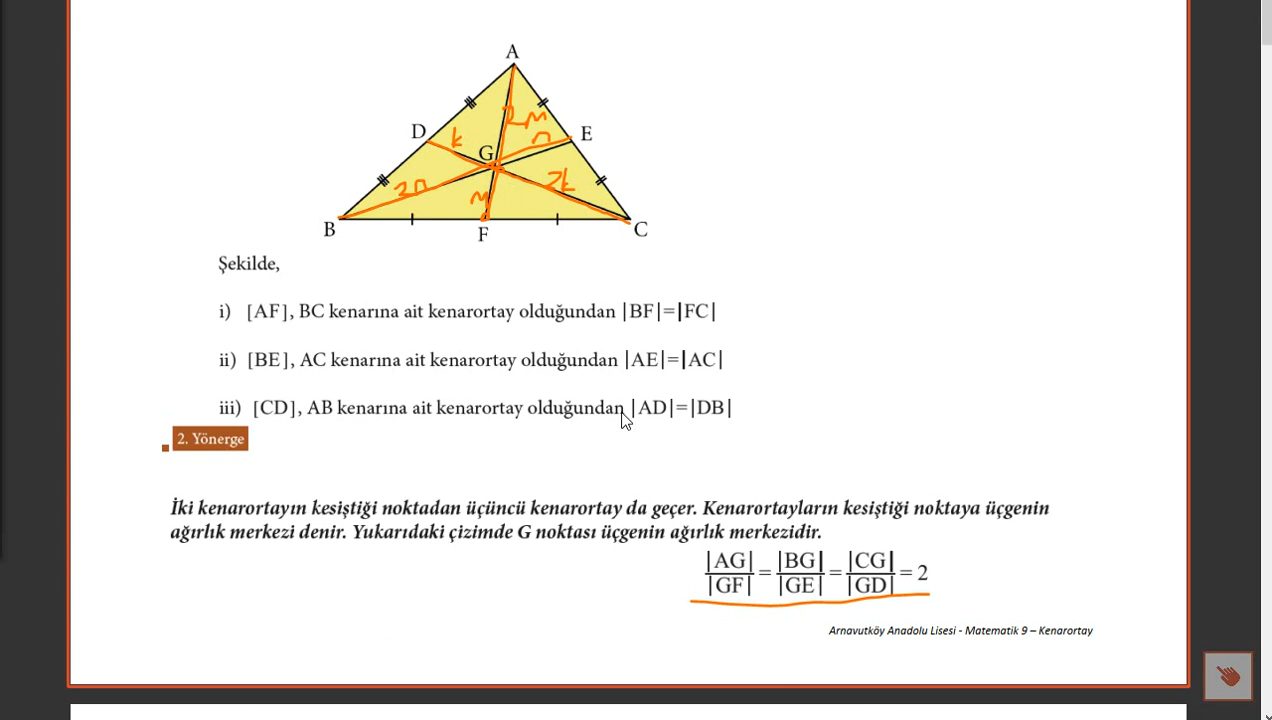 A
D
E
G
B
F
C
k
2m
n
2n
m
2k
Şekilde,
i) [AF], BC kenarına ait kenarortay olduğundan |BF|=|FC|
ii) [BE], AC kenarına ait kenarortay olduğundan |AE|=|AC|
iii) [CD], AB kenarına ait kenarortay olduğundan |AD|=|DB|
2. Yönerge
İki kenarortayın kesiştiği noktadan üçüncü kenarortay da geçer. Kenarortayların kesiştiği noktaya üçgenin
ağırlık merkezi denir. Yukarıdaki çizimde G noktası üçgenin ağırlık merkezidir.
|AG|/|GF| = |BG|/|GE| = |CG|/|GD| = 2
Arnavutköy Anadolu Lisesi - Matematik 9 – Kenarortay